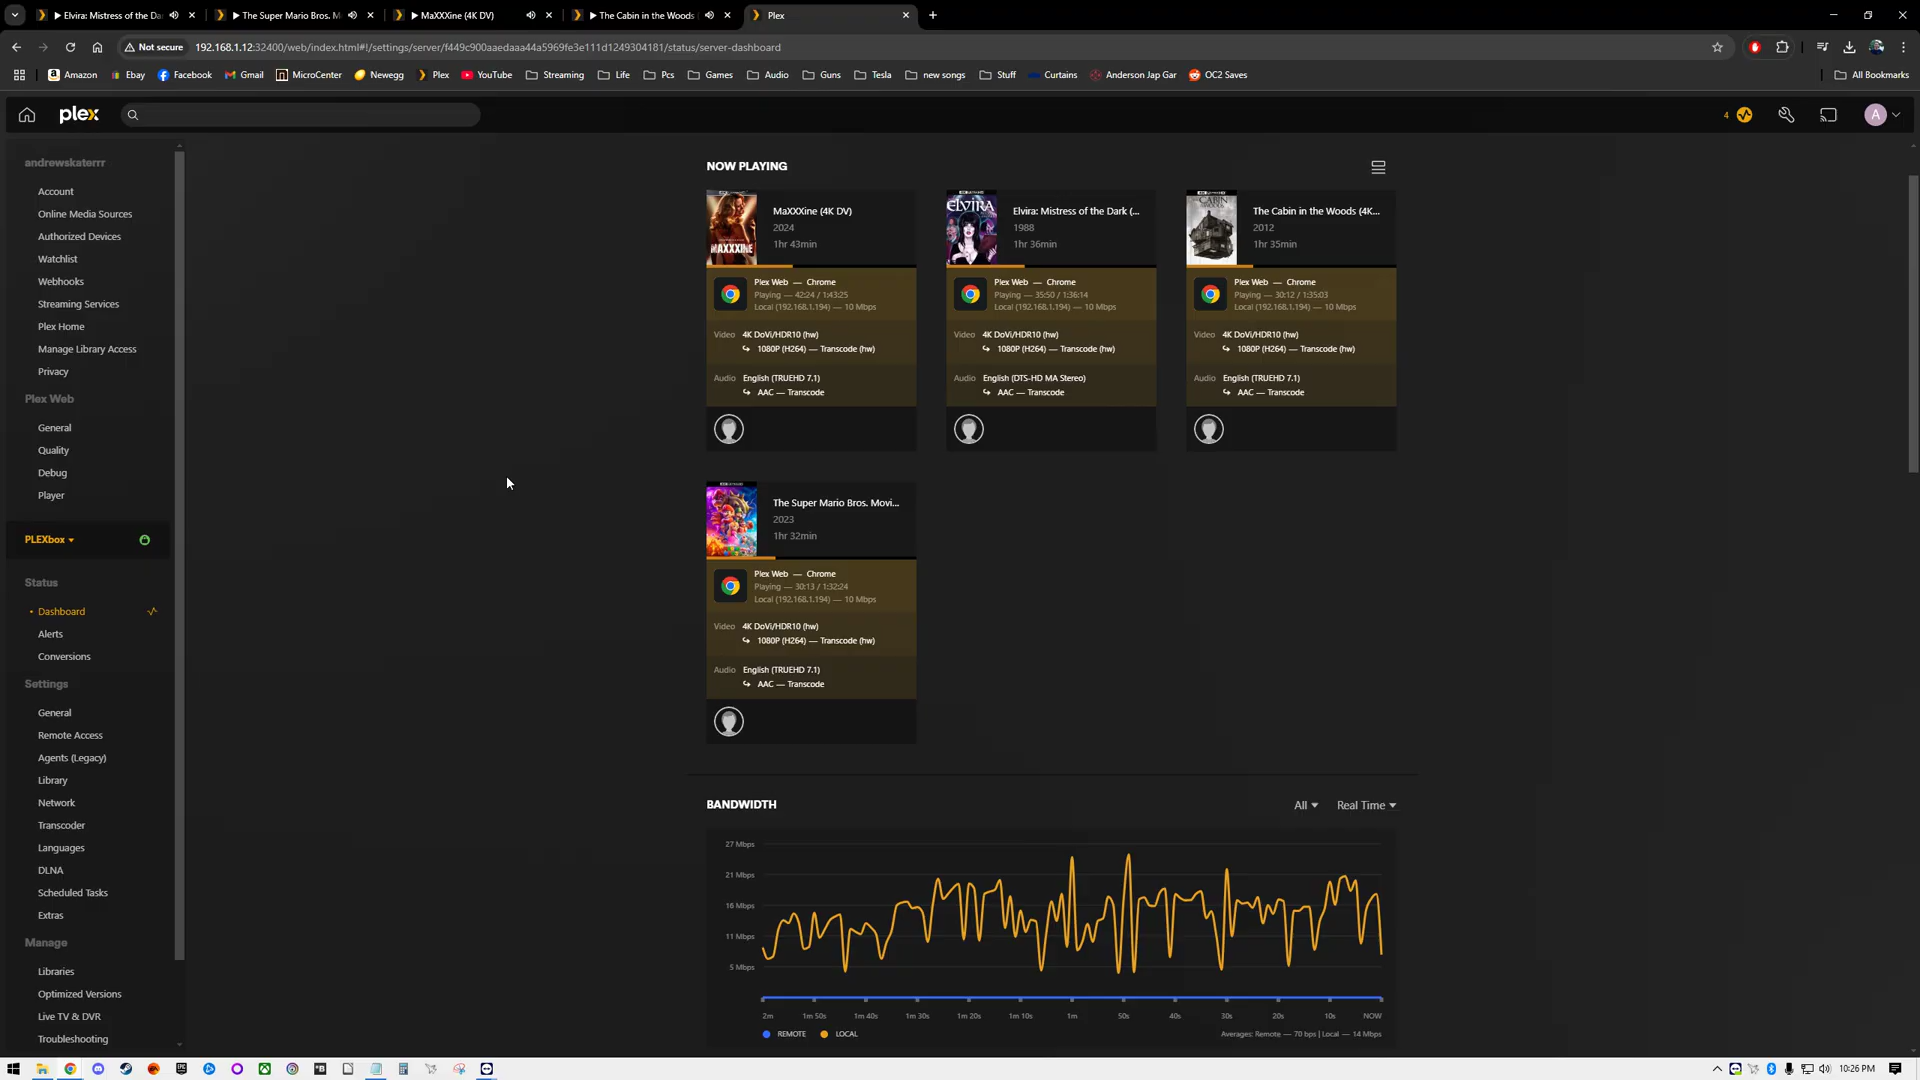 Elvira: Mistress of the Da
The Super Mario Bros. M
MaXXXine (4K DV)
The Cabin in the Woods
Plex
Not secure 192.168.1.12:32400/web/index.html#!/settings/server/f449c900aaedaaa44a5969fe3e111d1249304181/status/server-dashboard
Amazon Ebay Facebook Gmail MicroCenter Newegg Plex YouTube Streaming Life Pcs Games Audio Guns Tesla new songs Stuff Curtains Anderson Jap Gar OC2 Saves All Bookmarks
plex
4
A
andrewskaterrr
Account
Online Media Sources
Authorized Devices
Watchlist
Webhooks
Streaming Services
Plex Home
Manage Library Access
Privacy
Plex Web
General
Quality
Debug
Player
PLEXbox
Status
Dashboard
Alerts
Conversions
Settings
General
Remote Access
Agents (Legacy)
Library
Network
Transcoder
Languages
DLNA
Scheduled Tasks
Extras
Manage
Libraries
Optimized Versions
Live TV & DVR
Troubleshooting
NOW PLAYING
MAXXXINE
MaXXXine (4K DV)
2024
1hr 43min
Plex Web — Chrome
Playing — 42:24 / 1:43:25
Local (192.168.1.194) — 10 Mbps
Video 4K DoVi/HDR10 (hw)
1080P (H264) — Transcode (hw)
Audio English (TRUEHD 7.1)
AAC — Transcode
ELVIRA
Elvira: Mistress of the Dark (...
1988
1hr 36min
Plex Web — Chrome
Playing — 35:50 / 1:36:14
Local (192.168.1.194) — 10 Mbps
Video 4K DoVi/HDR10 (hw)
1080P (H264) — Transcode (hw)
Audio English (DTS-HD MA Stereo)
AAC — Transcode
CABIN
The Cabin in the Woods (4K...
2012
1hr 35min
Plex Web — Chrome
Playing — 30:12 / 1:35:03
Local (192.168.1.194) — 10 Mbps
Video 4K DoVi/HDR10 (hw)
1080P (H264) — Transcode (hw)
Audio English (TRUEHD 7.1)
AAC — Transcode
The Super Mario Bros. Movi...
2023
1hr 32min
Plex Web — Chrome
Playing — 30:13 / 1:32:24
Local (192.168.1.194) — 10 Mbps
Video 4K DoVi/HDR10 (hw)
1080P (H264) — Transcode (hw)
Audio English (TRUEHD 7.1)
AAC — Transcode
BANDWIDTH
All Real Time
27 Mbps
21 Mbps
16 Mbps
11 Mbps
5 Mbps
2m 1m 50s 1m 40s 1m 30s 1m 20s 1m 10s 1m 50s 40s 30s 20s 10s NOW
REMOTE LOCAL Averages: Remote — 70 bps | Local — 14 Mbps
10:26 PM